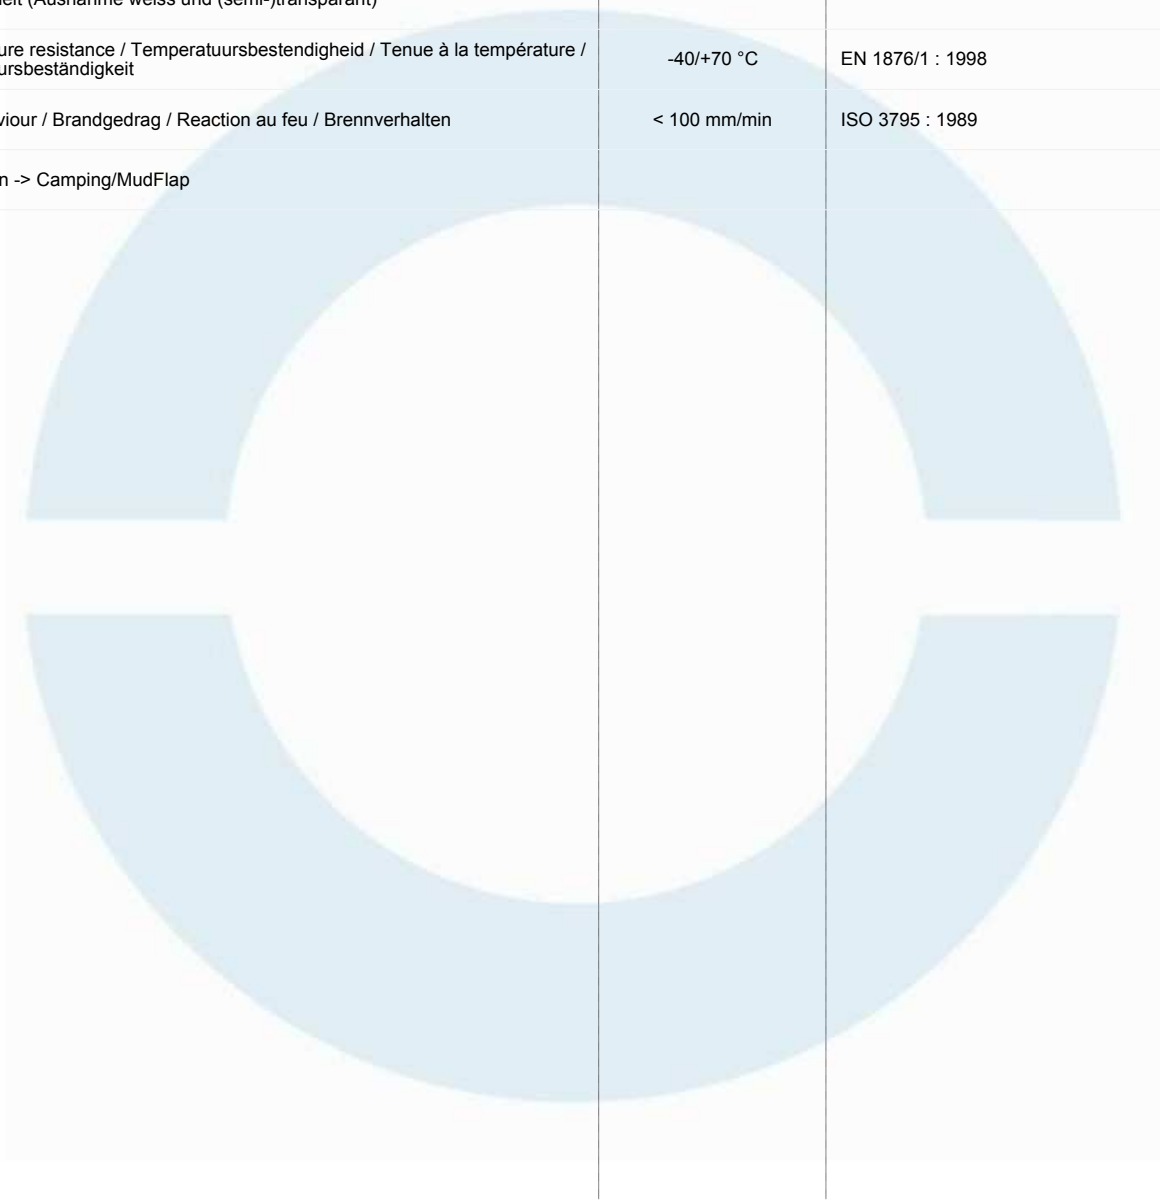 eit (Ausnahme weiss und (semi-)transparant)
ure resistance / Temperatuursbestendigheid / Tenue à la température /
ursbeständigkeit
-40/+70 °C
EN 1876/1 : 1998
viour / Brandgedrag / Reaction au feu / Brennverhalten
< 100 mm/min
ISO 3795 : 1989
n -> Camping/MudFlap